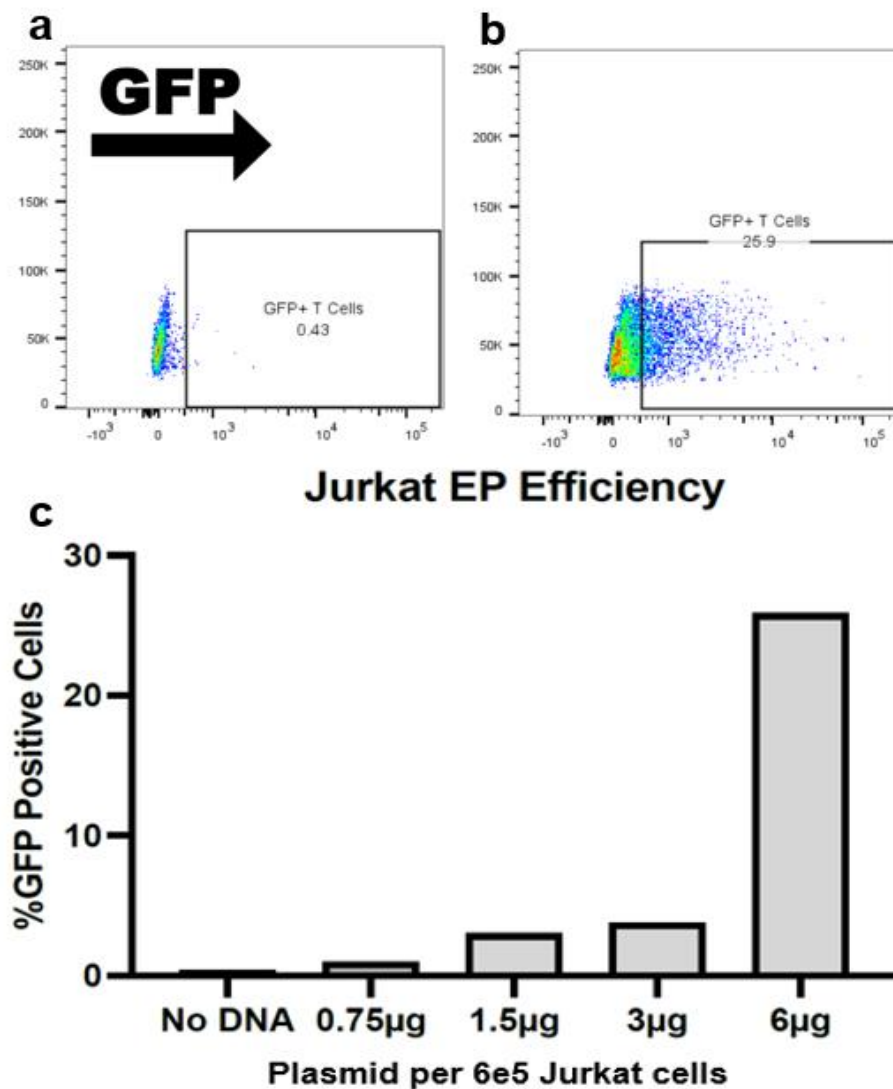 a
GFP
250K
200K
150K
100K
50K
0
GFP+ T Cells
0.43
-10³ 0 10³ 10⁴ 10⁵
b
250K
200K
150K
100K
50K
0
GFP+ T Cells
25.9
-10³ 0 10³ 10⁴ 10⁵
Jurkat EP Efficiency
c
%GFP Positive Cells
30
20
10
0
No DNA 0.75µg 1.5µg 3µg 6µg
Plasmid per 6e5 Jurkat cells